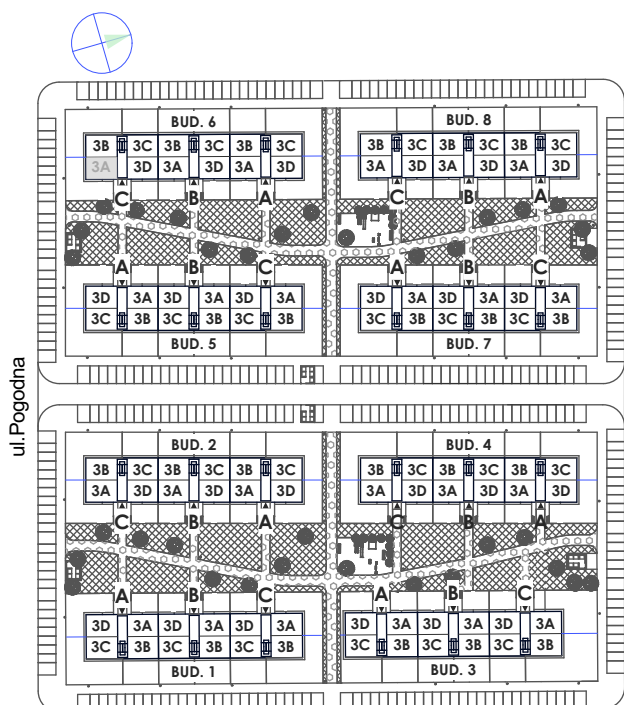 BUD. 6 BUD. 8
3B 3C 3B 3C 3B 3C 3B 3C 3B 3C 3B 3C
3A 3D 3A 3D 3A 3D 3A 3D 3A 3D 3A 3D
C B A C B A
A B C A B C
3D 3A 3D 3A 3D 3A 3D 3A 3D 3A 3D 3A
3C 3B 3C 3B 3C 3B 3C 3B 3C 3B 3C 3B
BUD. 5 BUD. 7
ul.Pogodna
BUD. 2 BUD. 4
3B 3C 3B 3C 3B 3C 3B 3C 3B 3C 3B 3C
3A 3D 3A 3D 3A 3D 3A 3D 3A 3D 3A 3D
C B A C B A
A B C A B C
3D 3A 3D 3A 3D 3A 3D 3A 3D 3A 3D 3A
3C 3B 3C 3B 3C 3B 3C 3B 3C 3B 3C 3B
BUD. 1 BUD. 3